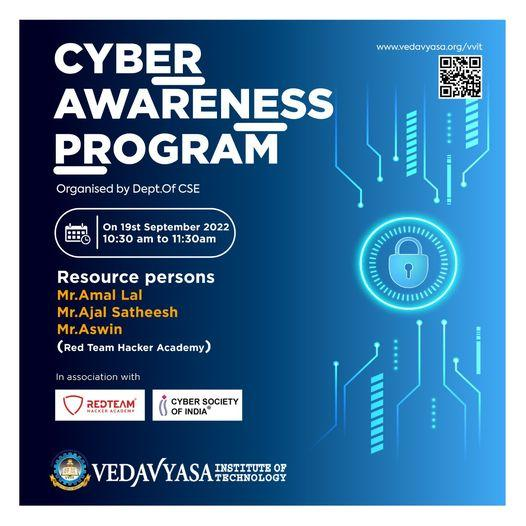 www.vedavyasa.org/vvit
CYBER
AWARENESS
PROGRAM
Organised by Dept.Of CSE
On 19st September 2022
10:30 am to 11:30am
Resource persons
Mr.Amal Lal
Mr.Ajal Satheesh
Mr.Aswin
(Red Team Hacker Academy)
In association with
REDTEAM
HACKER ACADEMY
CYBER SOCIETY
OF INDIA®
VEDAVYASA INSTITUTE OF
TECHNOLOGY